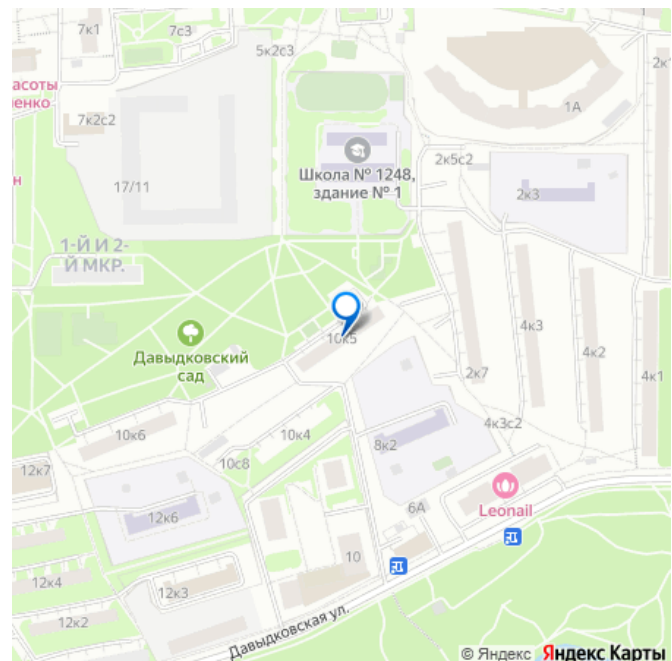 7к1
7с3
5к2с3
2к1
асоты
ненко
7к2с2
1А
Школа № 1248,
здание № 1
2к5с2
17/11
2к3
н
1-Й И 2-
Й МКР.
10к5
Давыдковский
сад
4к3
4к2
2к7
4к1
10к6
10к4
8к2
4к3с2
12к7
10с8
Leonail
12к6
6А
10
12к4
12к3
12к2
Давыдковская ул.
© Яндекс Яндекс Карты